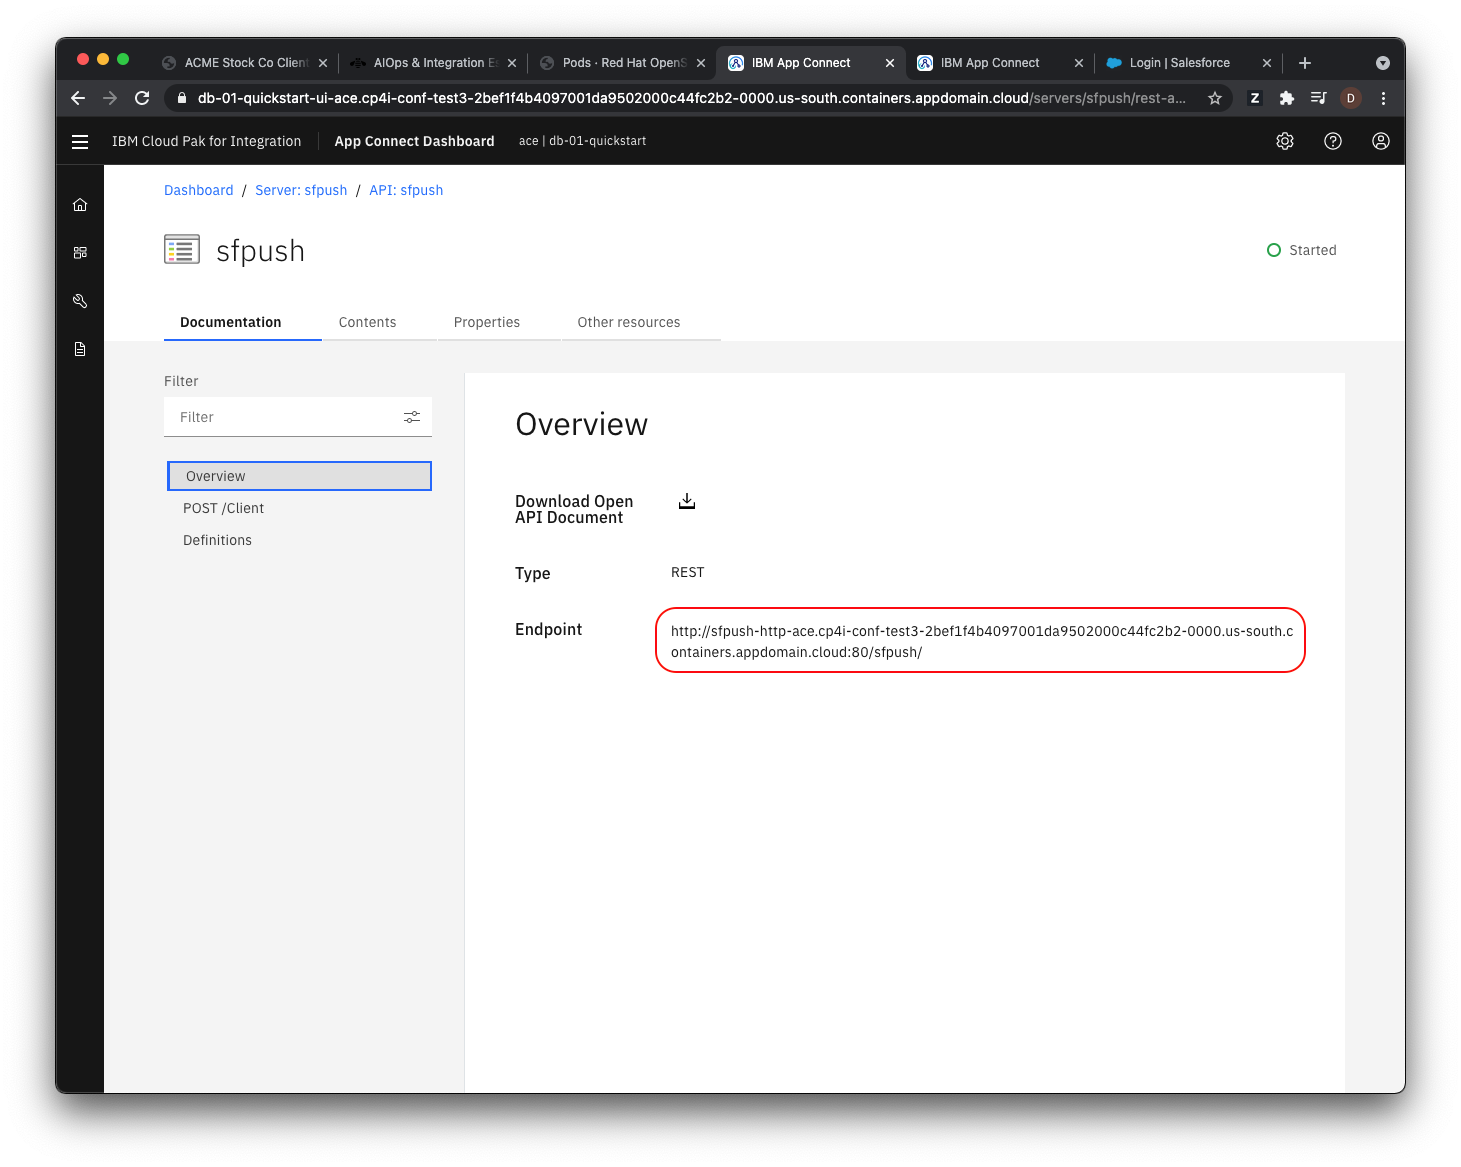 ACME Stock Co Client
AIOps & Integration Es
Pods · Red Hat OpenS
IBM App Connect
IBM App Connect
Login | Salesforce
db-01-quickstart-ui-ace.cp4i-conf-test3-2bef1f4b4097001da9502000c44fc2b2-0000.us-south.containers.appdomain.cloud/servers/sfpush/rest-a...
Z
D
IBM Cloud Pak for Integration
App Connect Dashboard
ace | db-01-quickstart
Dashboard / Server: sfpush / API: sfpush
sfpush
Started
Documentation
Contents
Properties
Other resources
Filter
Filter
Overview
POST /Client
Definitions
Overview
Download Open
API Document
Type
REST
Endpoint
http://sfpush-http-ace.cp4i-conf-test3-2bef1f4b4097001da9502000c44fc2b2-0000.us-south.c
ontainers.appdomain.cloud:80/sfpush/